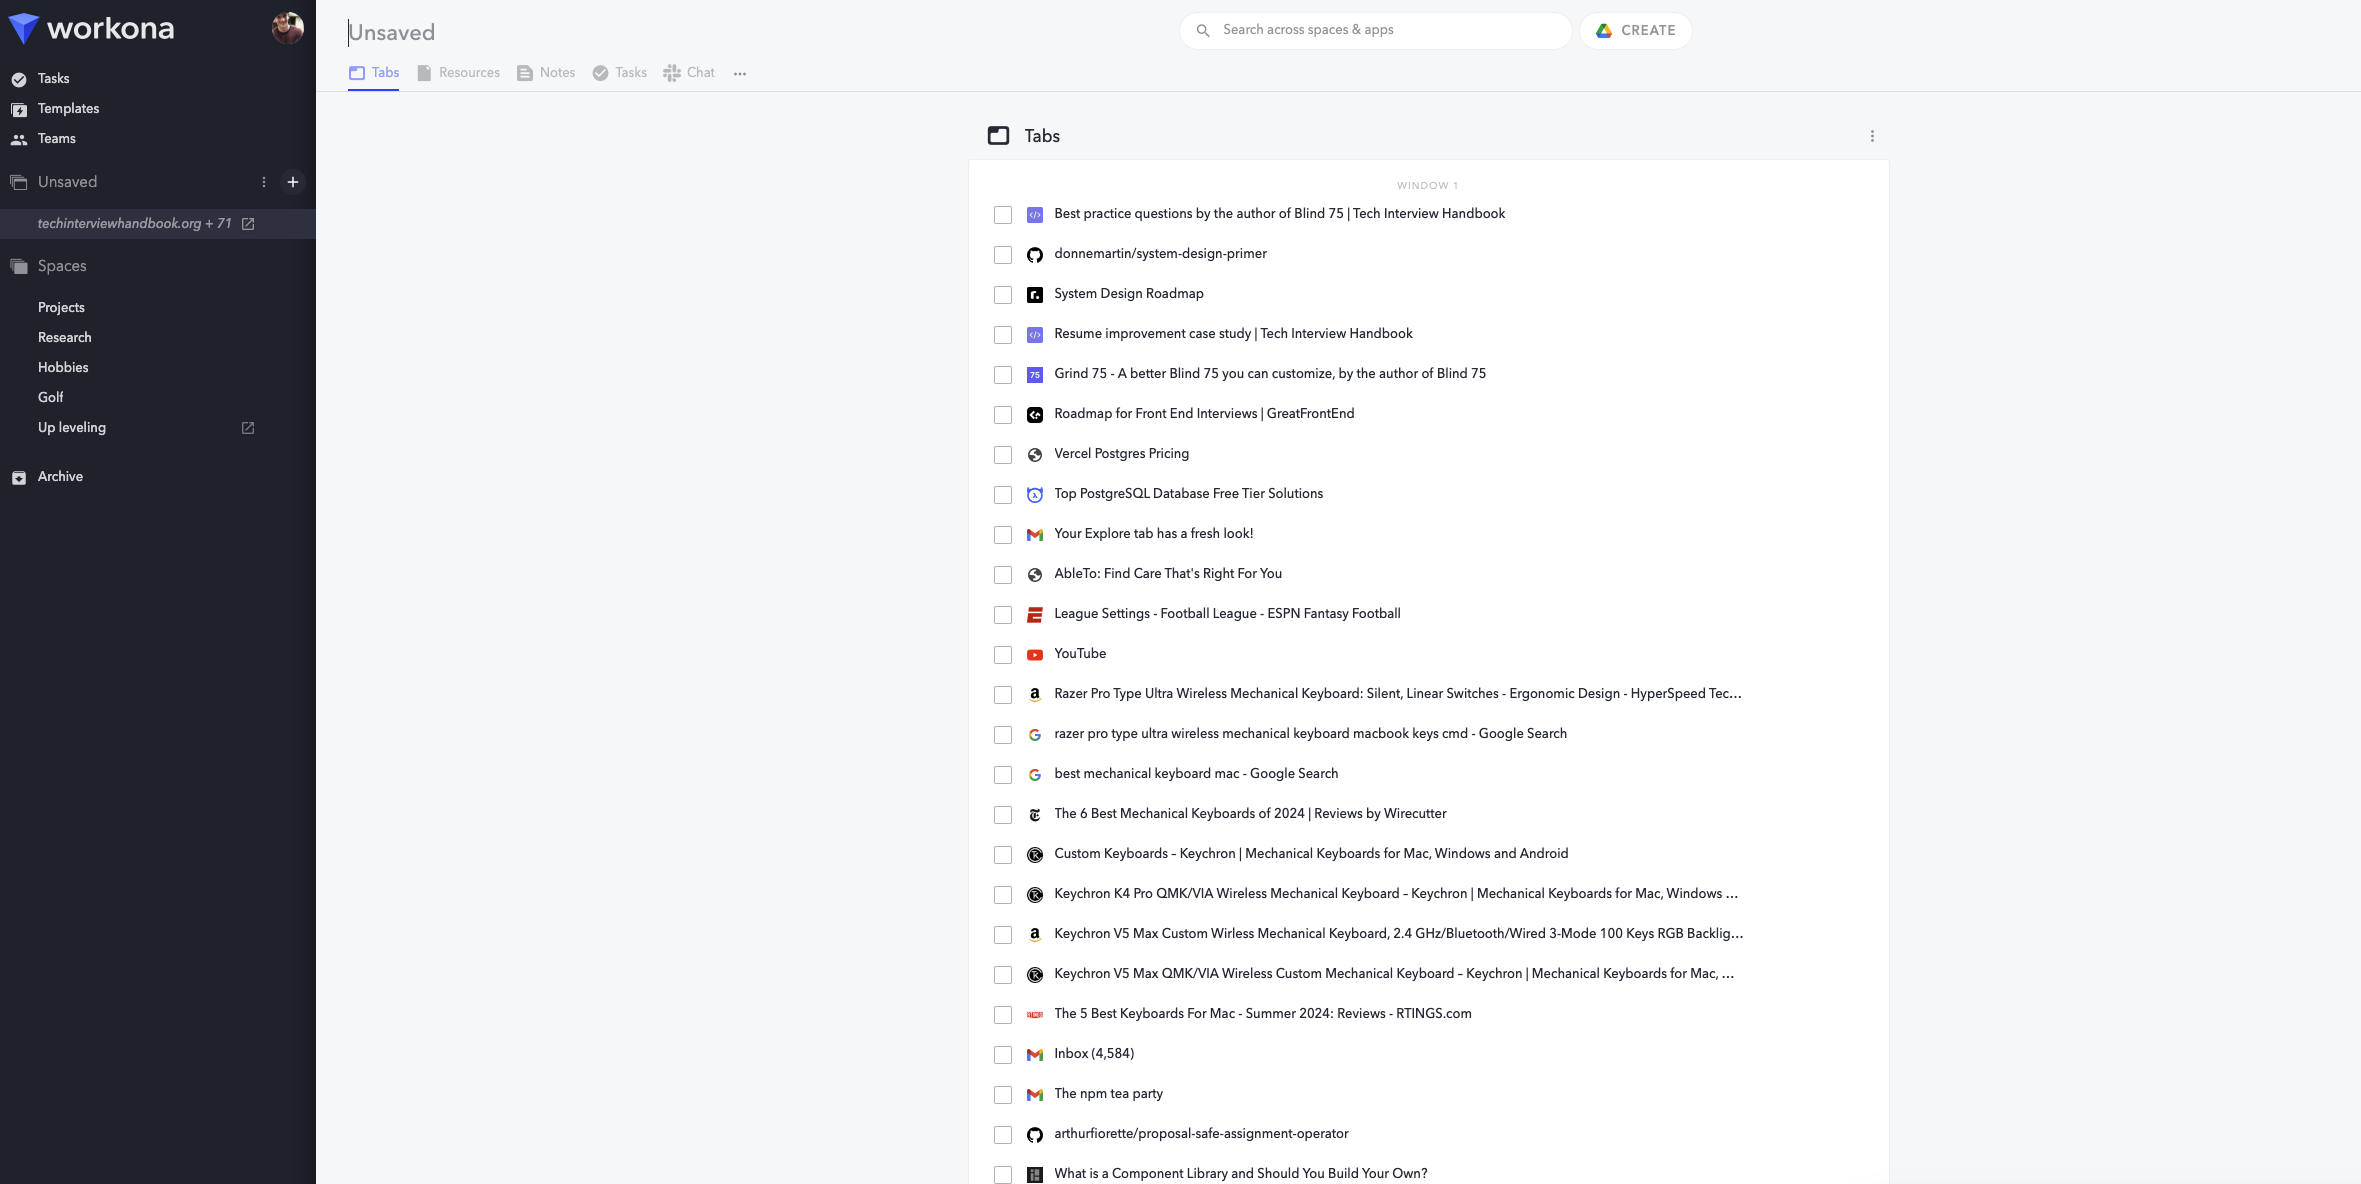 workona
Tasks
Templates
Teams
Unsaved
techinterviewhandbook.org + 71
Spaces
Projects
Research
Hobbies
Golf
Up leveling
Archive
Unsaved
Search across spaces & apps
CREATE
Tabs
Resources
Notes
Tasks
Chat
Tabs
WINDOW 1
Best practice questions by the author of Blind 75 | Tech Interview Handbook
donnemartin/system-design-primer
System Design Roadmap
Resume improvement case study | Tech Interview Handbook
75
Grind 75 - A better Blind 75 you can customize, by the author of Blind 75
Roadmap for Front End Interviews | GreatFrontEnd
Vercel Postgres Pricing
Top PostgreSQL Database Free Tier Solutions
Your Explore tab has a fresh look!
AbleTo: Find Care That's Right For You
League Settings - Football League - ESPN Fantasy Football
YouTube
Razer Pro Type Ultra Wireless Mechanical Keyboard: Silent, Linear Switches - Ergonomic Design - HyperSpeed Tec...
razer pro type ultra wireless mechanical keyboard macbook keys cmd - Google Search
best mechanical keyboard mac - Google Search
The 6 Best Mechanical Keyboards of 2024 | Reviews by Wirecutter
Custom Keyboards – Keychron | Mechanical Keyboards for Mac, Windows and Android
Keychron K4 Pro QMK/VIA Wireless Mechanical Keyboard – Keychron | Mechanical Keyboards for Mac, Windows ...
Keychron V5 Max Custom Wirless Mechanical Keyboard, 2.4 GHz/Bluetooth/Wired 3-Mode 100 Keys RGB Backlig...
Keychron V5 Max QMK/VIA Wireless Custom Mechanical Keyboard – Keychron | Mechanical Keyboards for Mac, ...
The 5 Best Keyboards For Mac - Summer 2024: Reviews - RTINGS.com
Inbox (4,584)
The npm tea party
arthurfiorette/proposal-safe-assignment-operator
What is a Component Library and Should You Build Your Own?